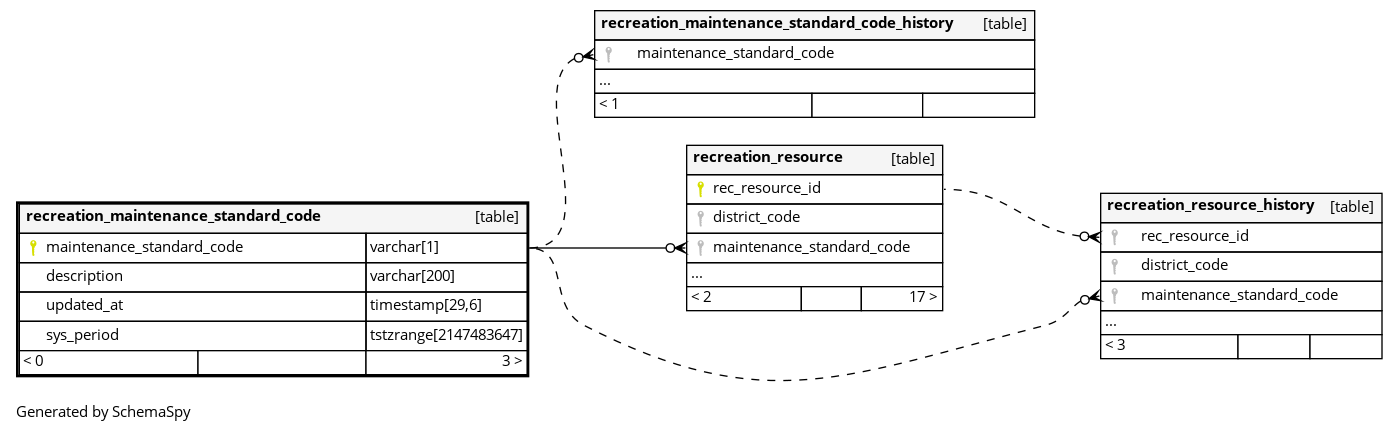 recreation_maintenance_standard_code_history [table]
maintenance_standard_code
...
< 1
recreation_resource [table]
rec_resource_id
district_code
maintenance_standard_code
...
< 2 17 >
recreation_maintenance_standard_code [table]
maintenance_standard_code varchar[1]
description varchar[200]
updated_at timestamp[29,6]
sys_period tstzrange[2147483647]
< 0 3 >
recreation_resource_history [table]
rec_resource_id
district_code
maintenance_standard_code
...
< 3
Generated by SchemaSpy